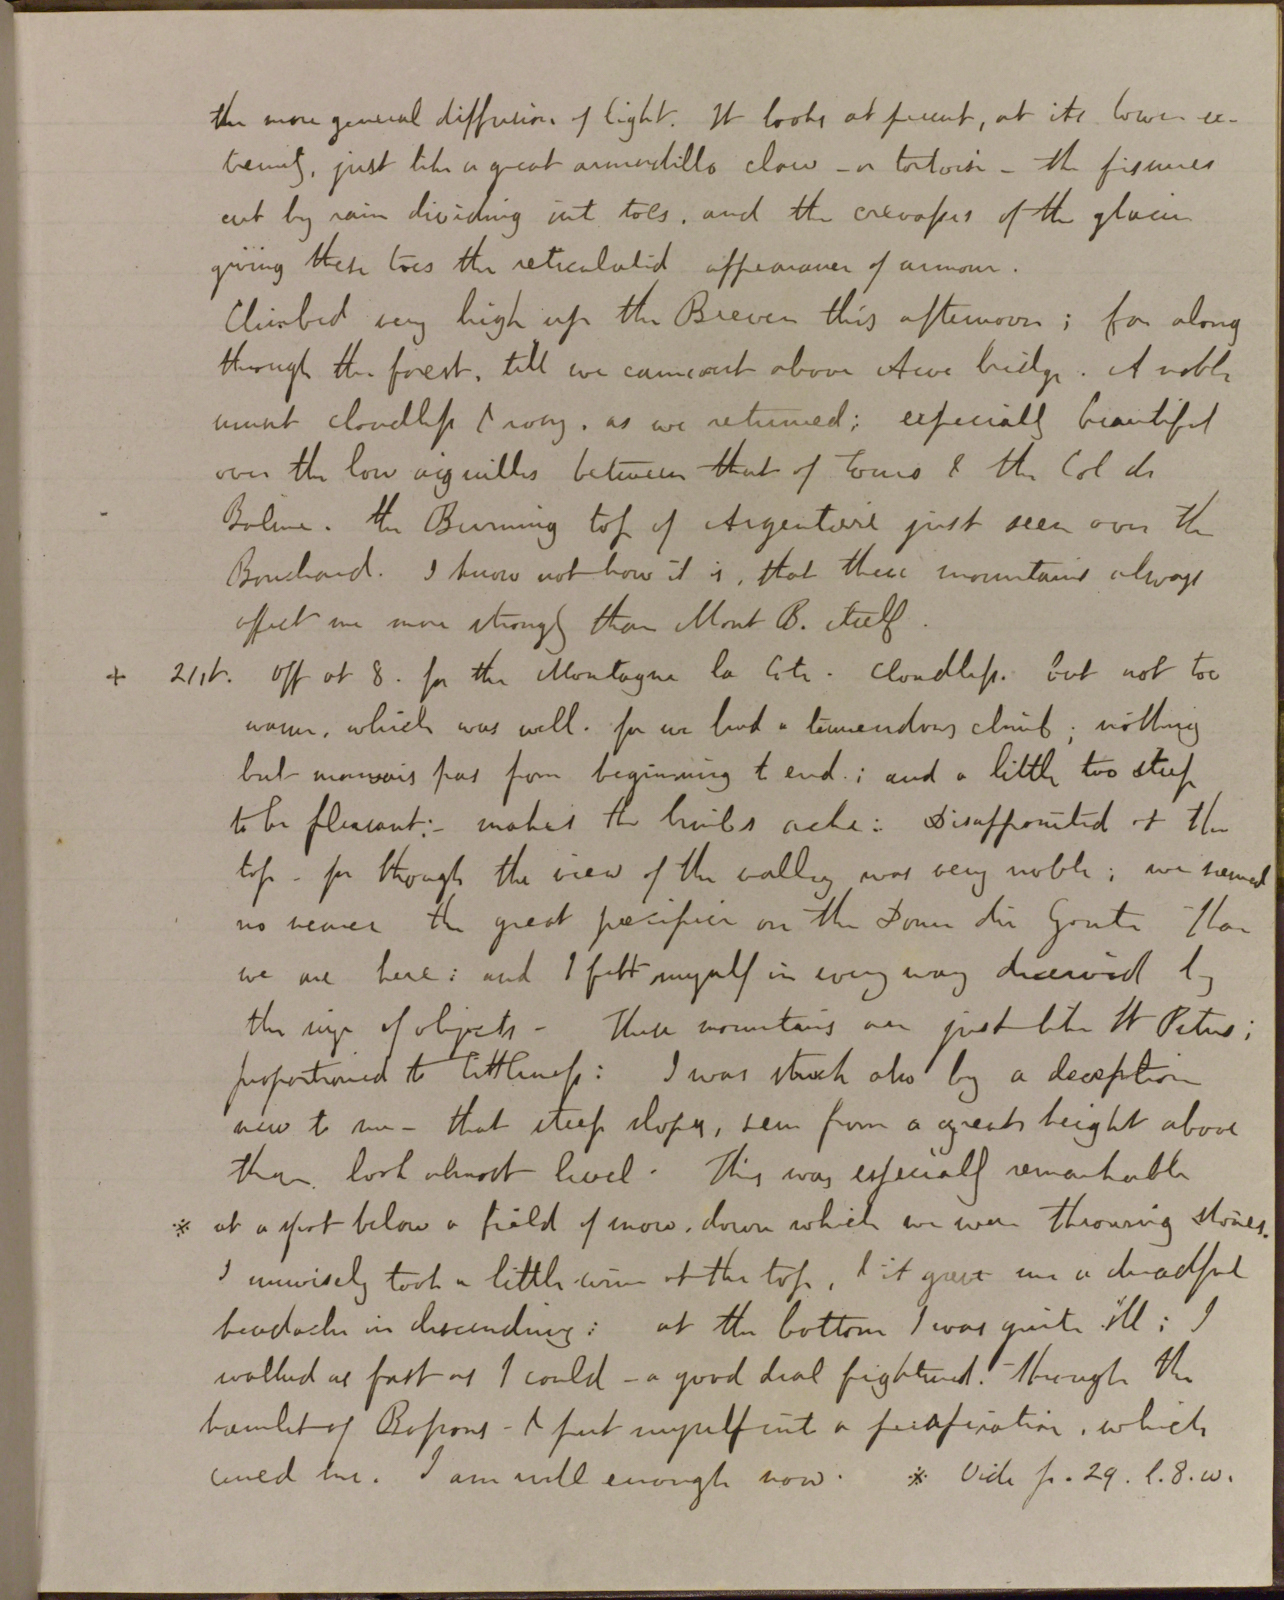 the more general diffusion of light. It looks at present, at its lower ex-
tremity, just like a great armadillo claw - or tortoise - the fissures
cut by rain dividing into toes, and the crevasses of the glacier
giving these toes the reticulated appearance of armour.
Climbed very high up the Breven this afternoon; far along
through the forest, till we came out above Arve bridge. A noble
sunset cloudless & rosy, as we returned; especially beautiful
over the low aiguilles between that of Tours & the Col de
Balme. the Burning top of Argentiere just seen over the
Bouchard. I know not how it is, that these mountains always
affect me more strongly than Mont B. itself.
+ 21st. Off at 8. for the Montagne la Cote. Cloudless. but not too
warm, which was well. for we had a tremendous climb; nothing
but mauvais pas from beginning to end.; and a little too steep
to be pleasant:- makes the limbs ache: Disappointed at the
top - for though the view of the valley was very noble; we seemed
no nearer the great precipice on the Dome du Goute than
we are here: and I felt myself in every way deceived by
the size of objects - These mountains are just like St Peters;
proportioned to littleness: I was struck also by a deception
new to me - that steep slopes, seen from a great height above
them, look almost level. This was especially remarkable
※ at a spot below a field of snow, down which we were throwing stones.
I unwisely took a little wine at the top, & it gave me a dreadful
headache in descending: at the bottom I was quite ill; I
walked as fast as I could - a good deal frightened. through the
hamlet of Bossons - & put myself into a perspiration, which
cured me. I am well enough now. ※ Vide p. 29. l. 8. w.